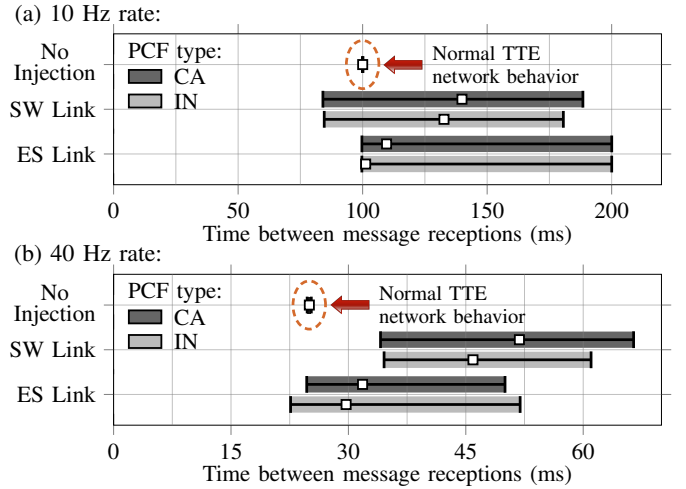 (a) 10 Hz rate:
No
Injection
PCF type:
CA
IN
Normal TTE
network behavior
SW Link
ES Link
0 50 100 150 200
Time between message receptions (ms)
(b) 40 Hz rate:
No
Injection
PCF type:
CA
IN
Normal TTE
network behavior
SW Link
ES Link
0 15 30 45 60
Time between message receptions (ms)